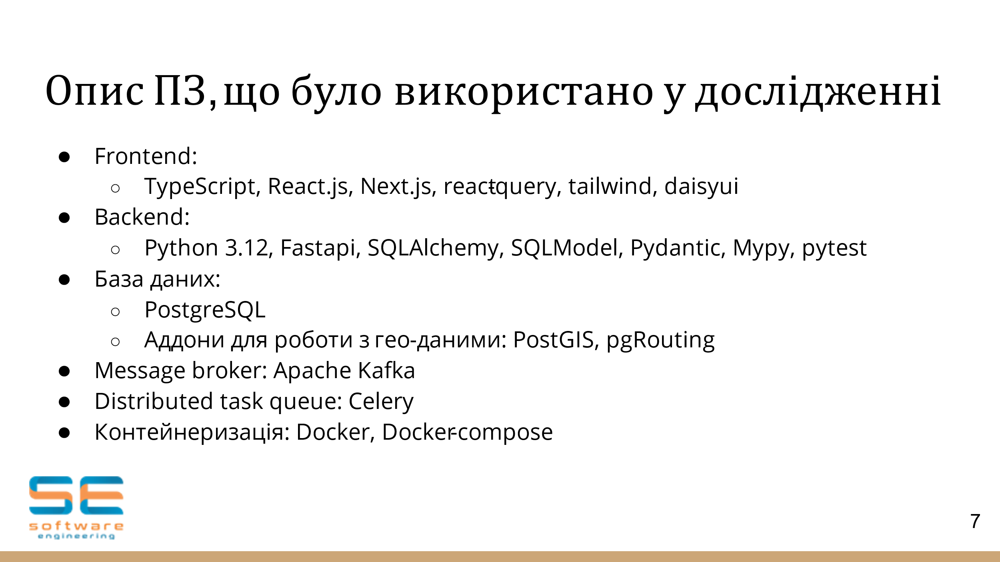 Опис ПЗ, що було використано у дослідженні
● Frontend:
○ TypeScript, React.js, Next.js, react-query, tailwind, daisyui
● Backend:
○ Python 3.12, Fastapi, SQLAlchemy, SQLModel, Pydantic, Mypy, pytest
● База даних:
○ PostgreSQL
○ Аддони для роботи з гео-даними: PostGIS, pgRouting
● Message broker: Apache Kafka
● Distributed task queue: Celery
● Контейнеризація: Docker, Docker-compose
SE
software
engineering
7